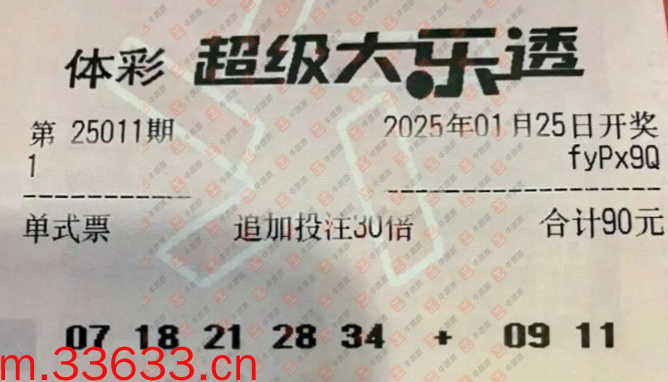 体彩 超级大乐透
第 25011期 2025年01月25日开奖
1 fyPx9Q
单式票 追加投注30倍 合计90元
07 18 21 28 34 + 09 11
m.33633.cn